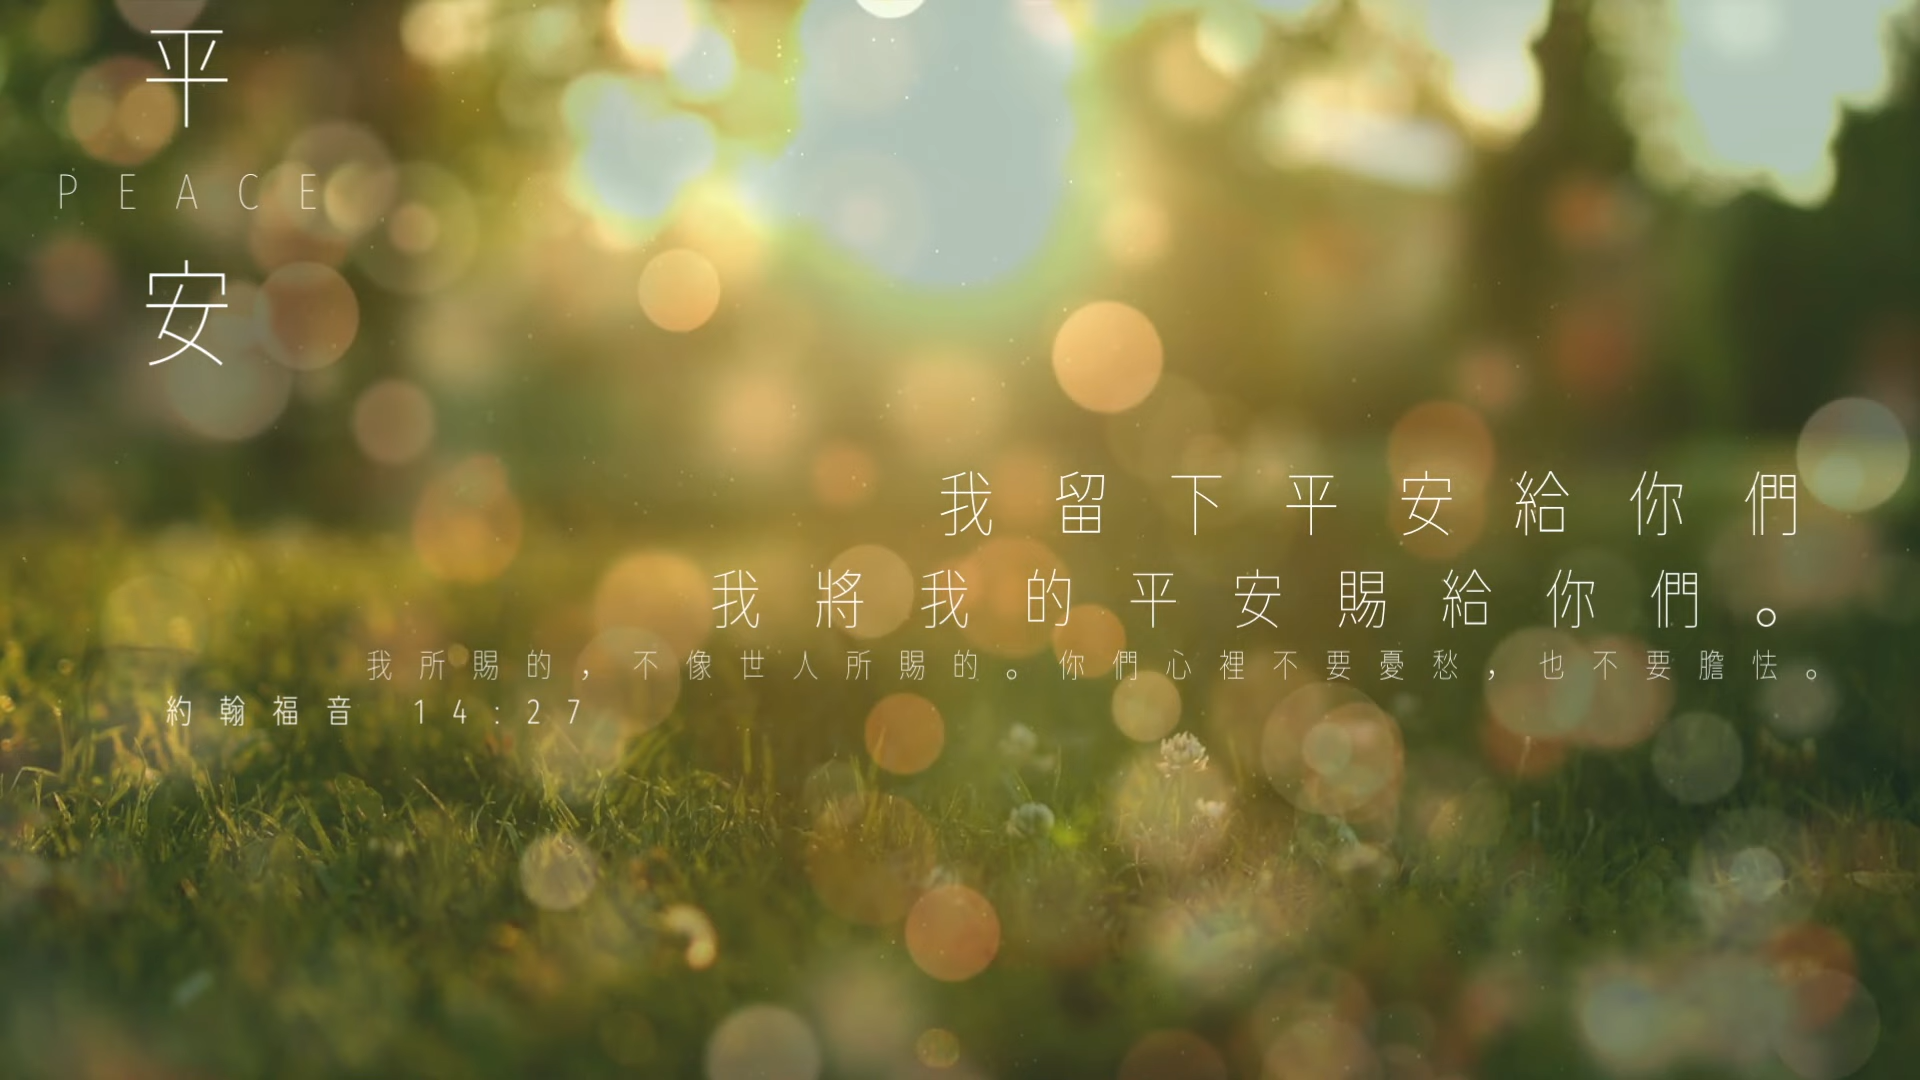 平
PEACE
安
我留下平安給你們
我將我的平安賜給你們。
我所賜的，不像世人所賜的。你們心裡不要憂愁，也不要膽怯。
約翰福音 14:27